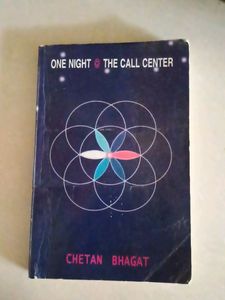 ONE NIGHT @ THE CALL CENTER
CHETAN BHAGAT